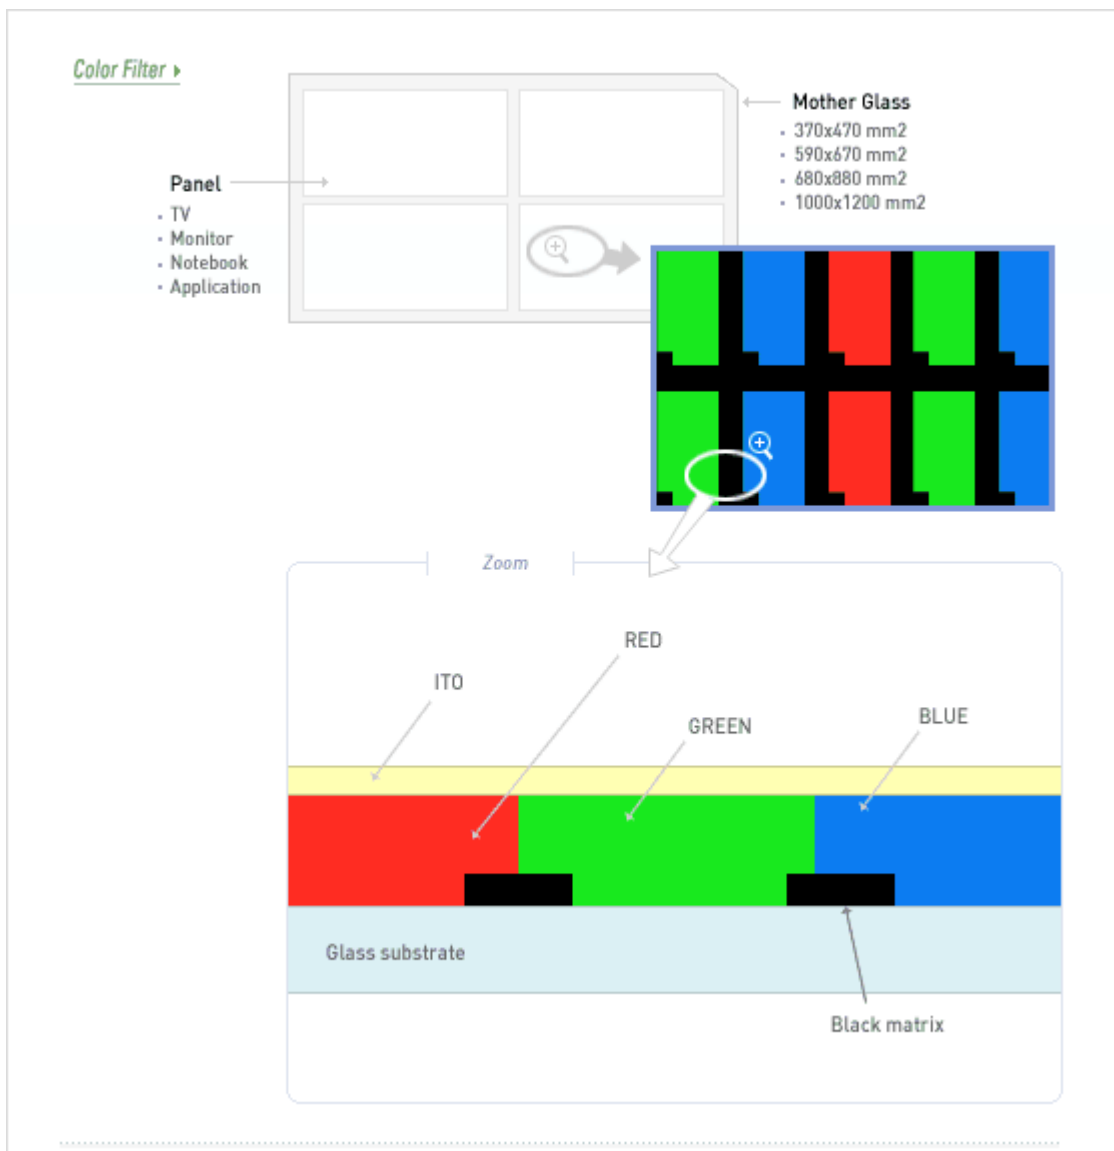 Color Filter
Mother Glass
• 370x470 mm2
• 590x670 mm2
• 680x880 mm2
• 1000x1200 mm2
Panel
• TV
• Monitor
• Notebook
• Application
Zoom
RED
ITO
GREEN
BLUE
Glass substrate
Black matrix